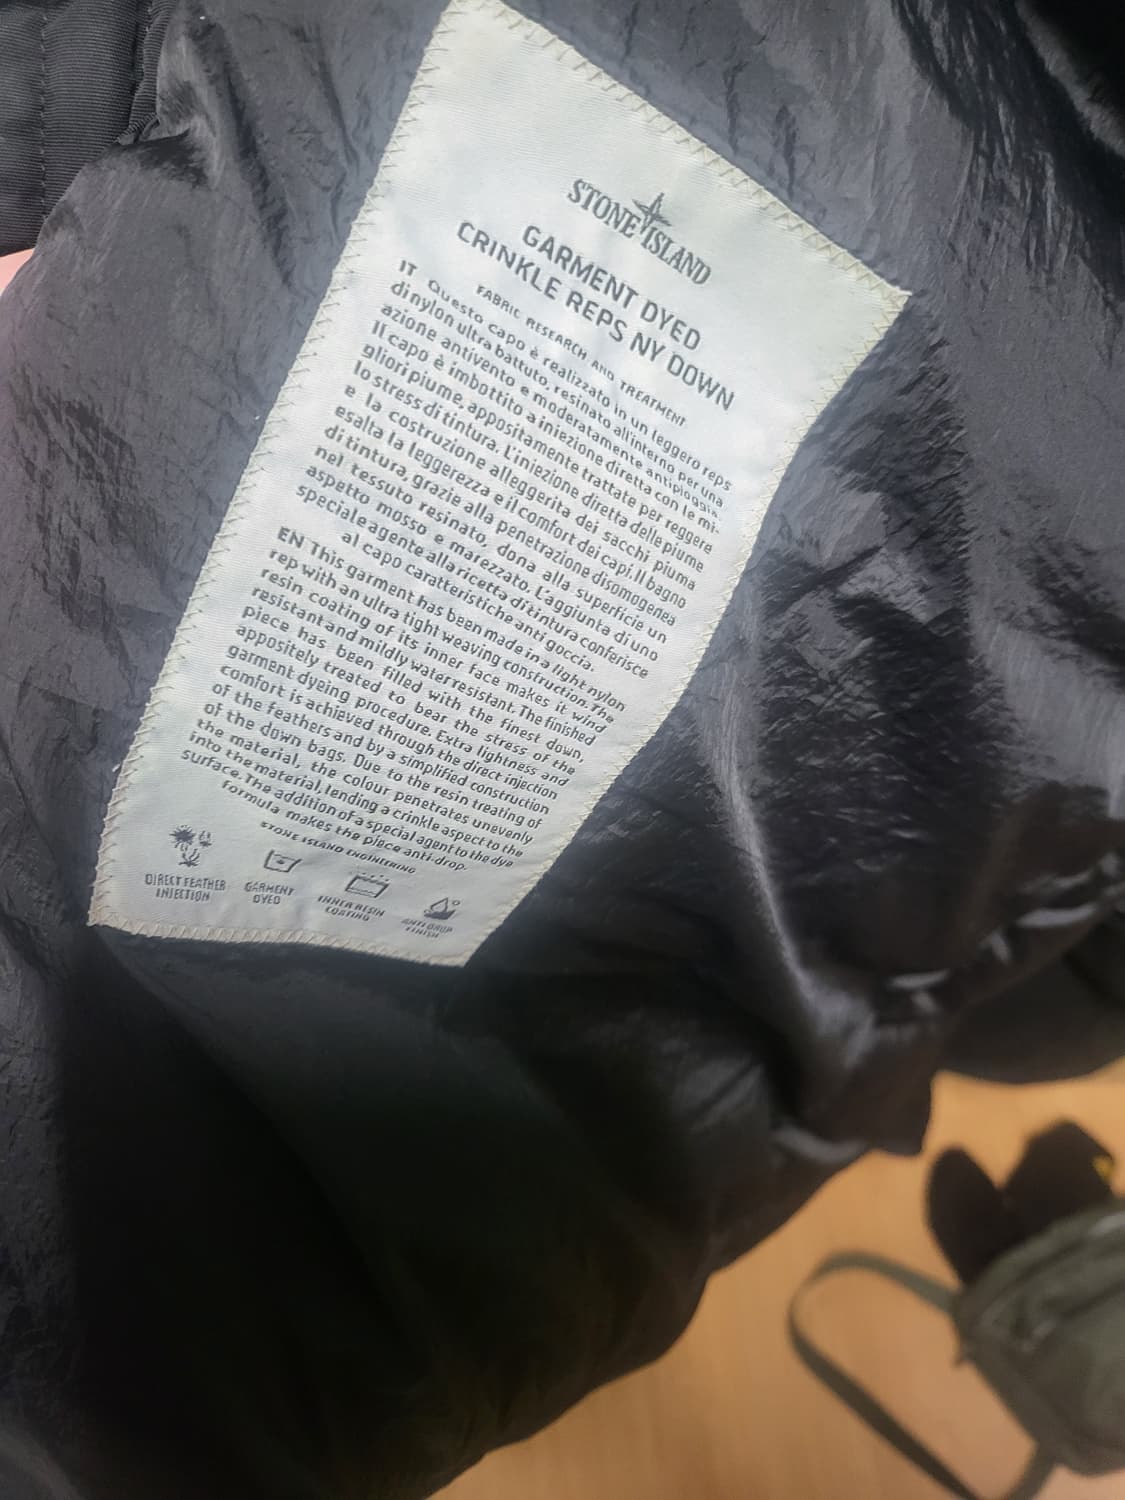 STONE ISLAND
GARMENT DYED
CRINKLE REPS NY DOWN
FABRIC RESEARCH AND TREATMENT
IT Questo capo è realizzato in un leggero reps
di nylon ultra battuto, resinato all'interno per una
azione antivento e moderatamente antipioggia.
Il capo è imbottito a iniezione diretta con le mi-
gliori piume, appositamente trattate per reggere
lo stress di tintura. L'iniezione diretta delle piume
e la costruzione alleggerita dei sacchi piuma
esalta la leggerezza e il comfort dei capi. Il bagno
di tintura, grazie alla penetrazione disomogenea
nel tessuto resinato, dona alla superficie un
aspetto mosso e marezzato. L'aggiunta di uno
speciale agente alla ricetta di tintura conferisce
al capo caratteristiche anti goccia.
EN This garment has been made in a light nylon
rep with an ultra tight weaving construction. The
resin coating of its inner face makes it wind
resistant and mildly water resistant. The finished
piece has been filled with the finest down,
appositely treated to bear the stress of the
garment dyeing procedure. Extra lightness and
comfort is achieved through the direct injection
of the feathers and by a simplified construction
of the down bags. Due to the resin treating of
the material, the colour penetrates unevenly
into the material, lending a crinkle aspect to the
surface. The addition of a special agent to the dye
formula makes the piece anti-drop.
STONE ISLAND ENGINEERING
DIRECT FEATHER INJECTION
GARMENT DYED
INNER RESIN COATING
ANTI DROP FINISH